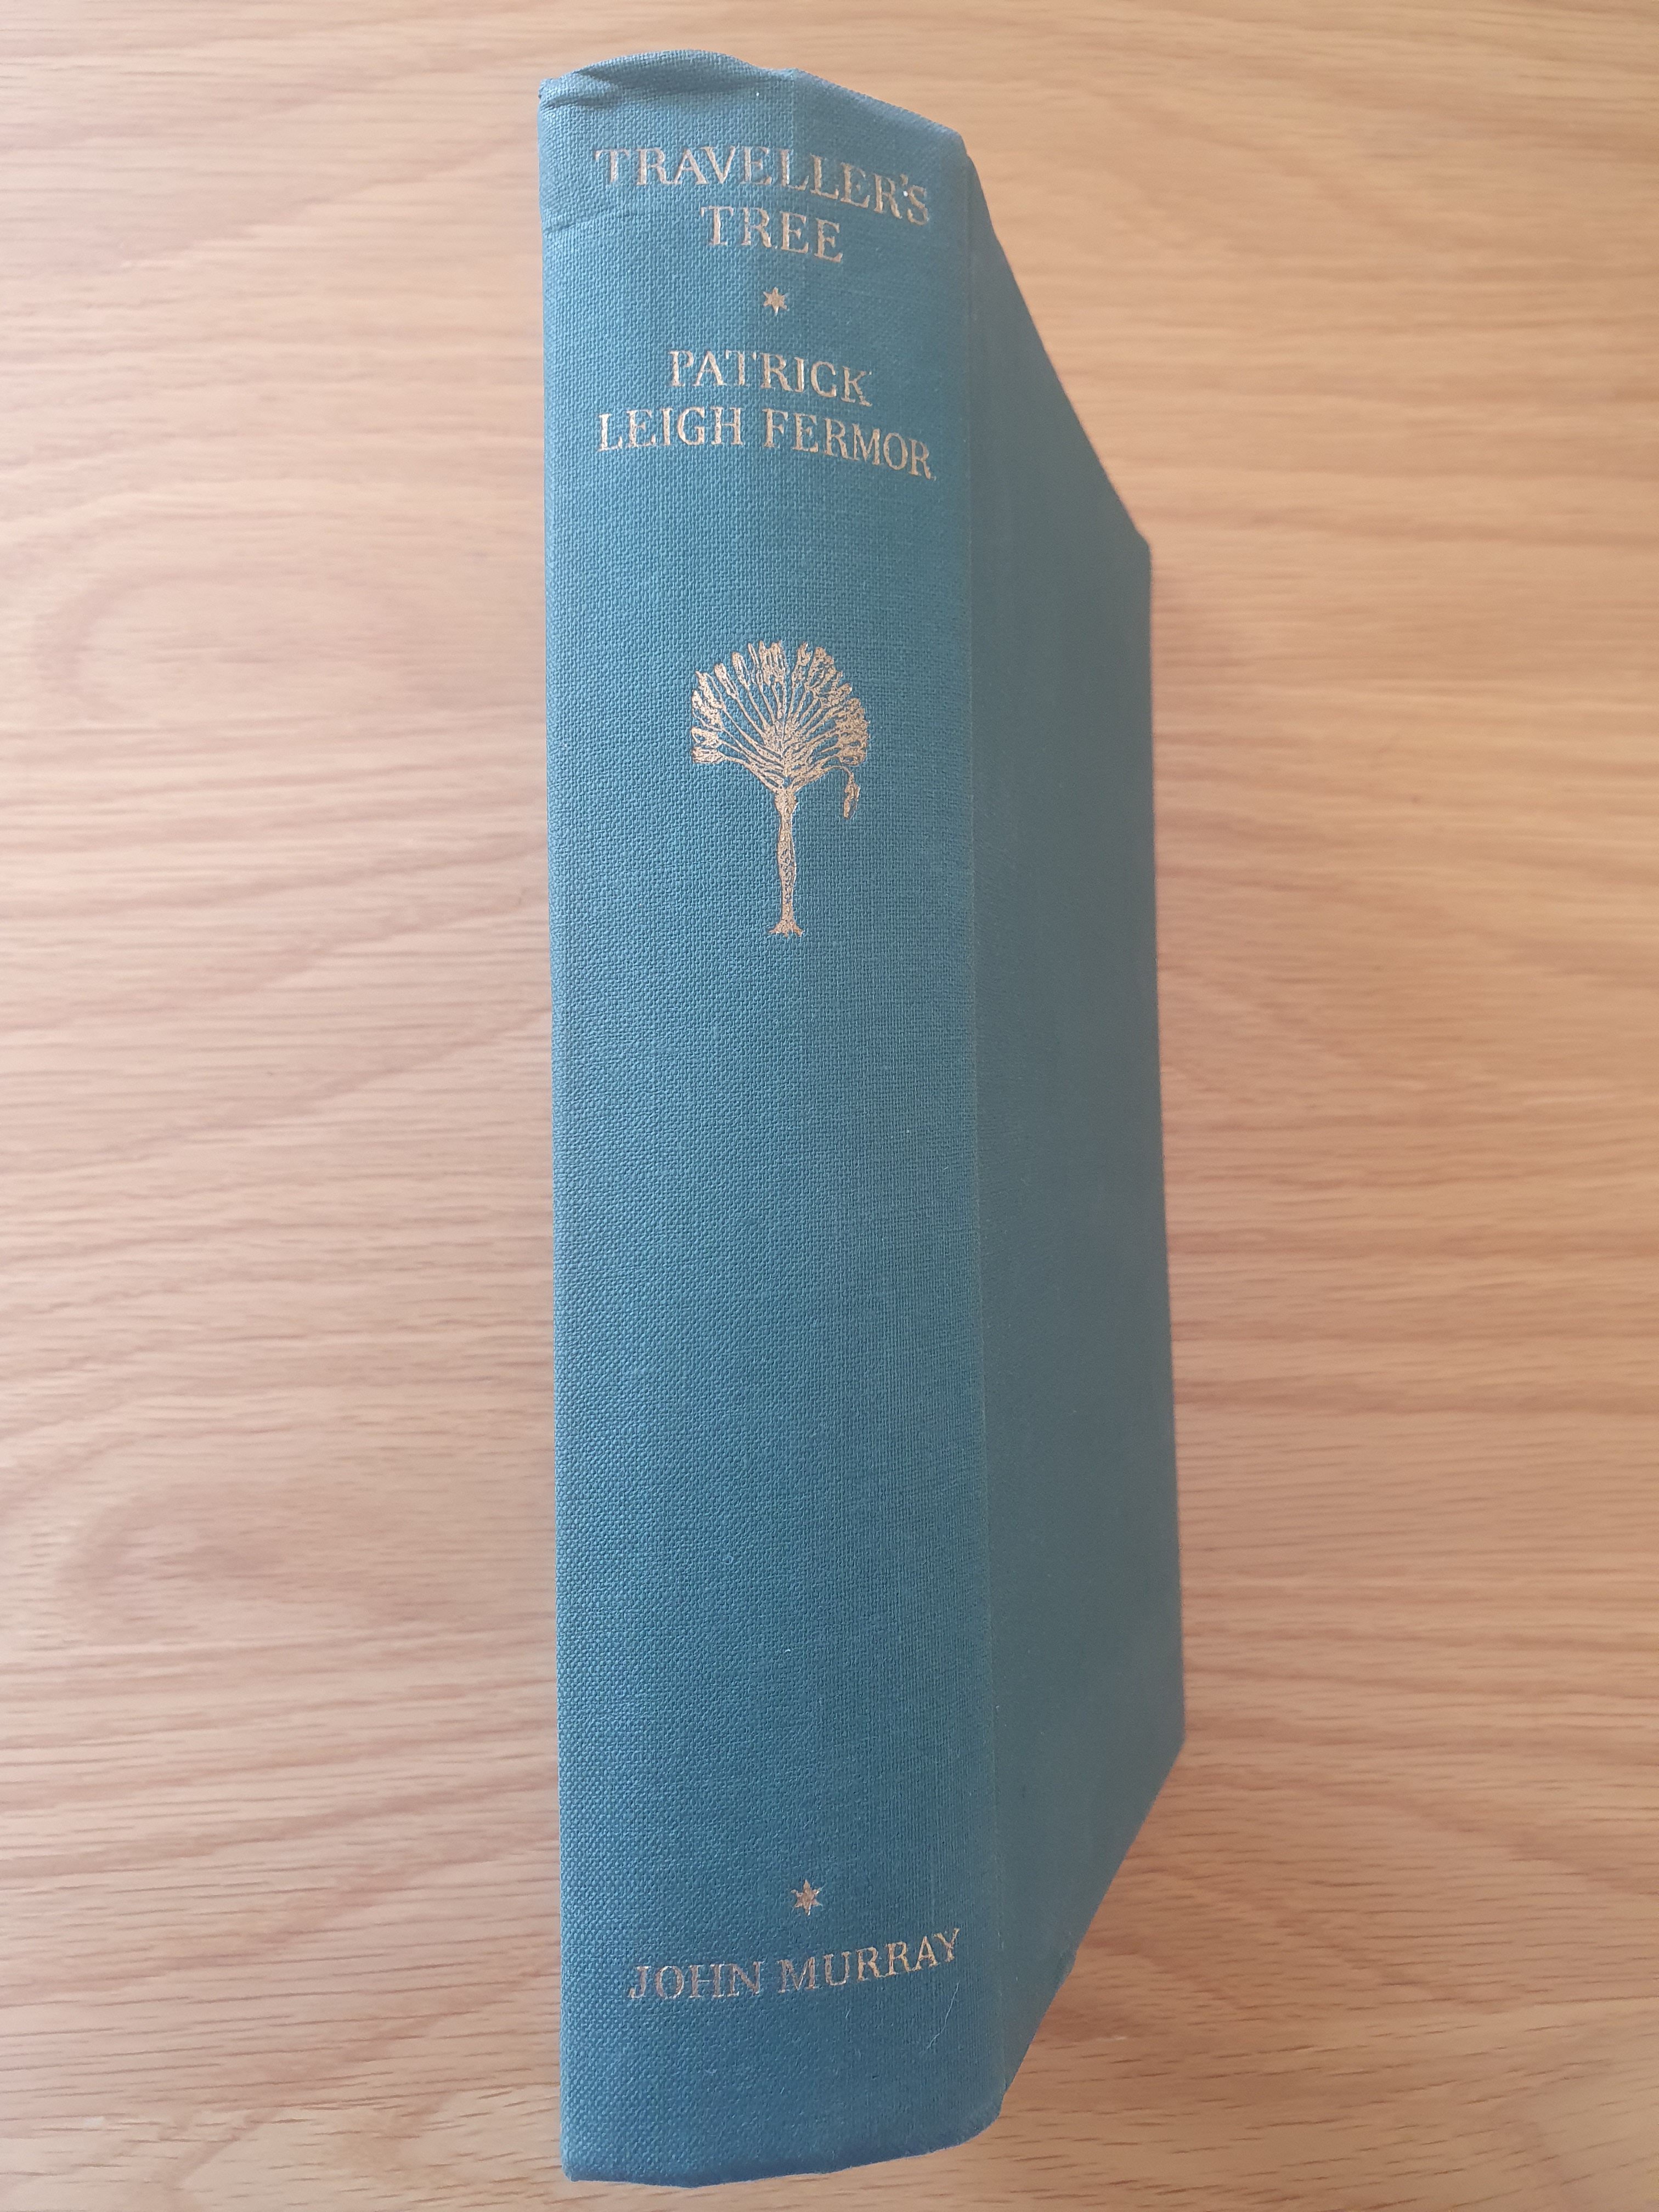 TRAVELLER'S
TREE
PATRICK
LEIGH FERMOR
JOHN MURRAY